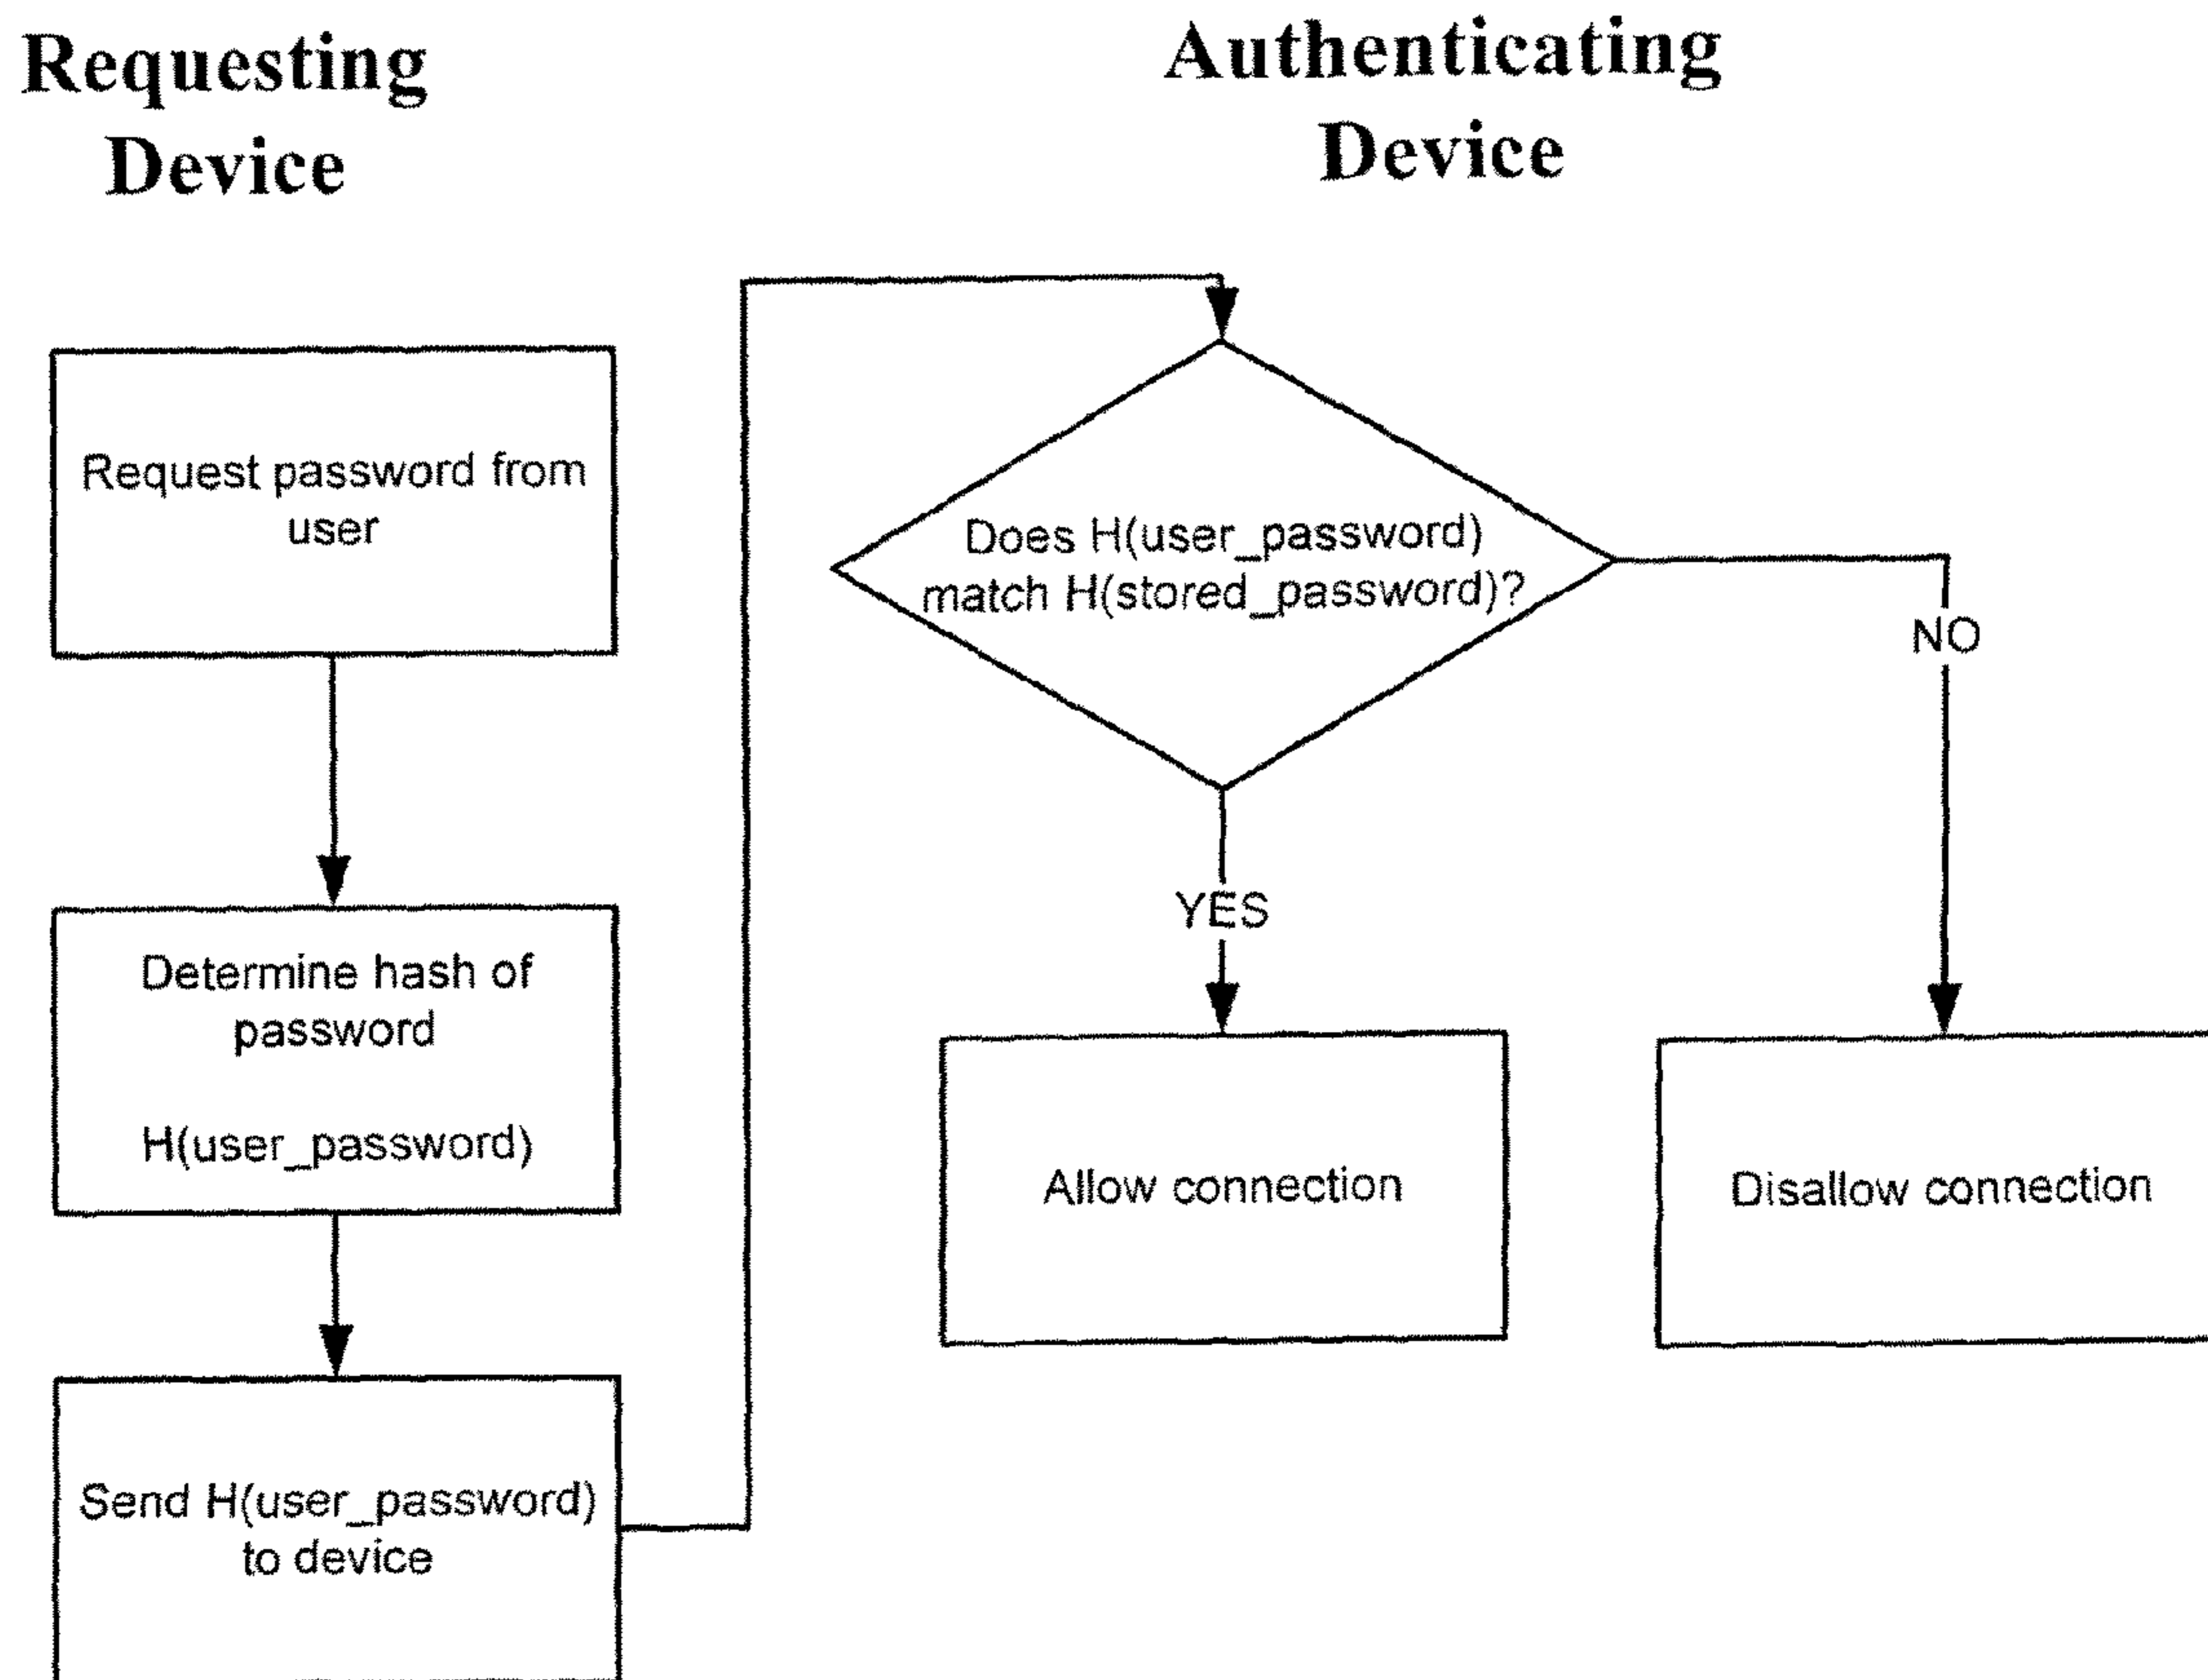 Requesting
Device
Authenticating
Device
Request password from
user
Determine hash of
password
H(user_password)
Send H(user_password)
to device
Does H(user_password)
match H(stored_password)?
YES
NO
Allow connection
Disallow connection